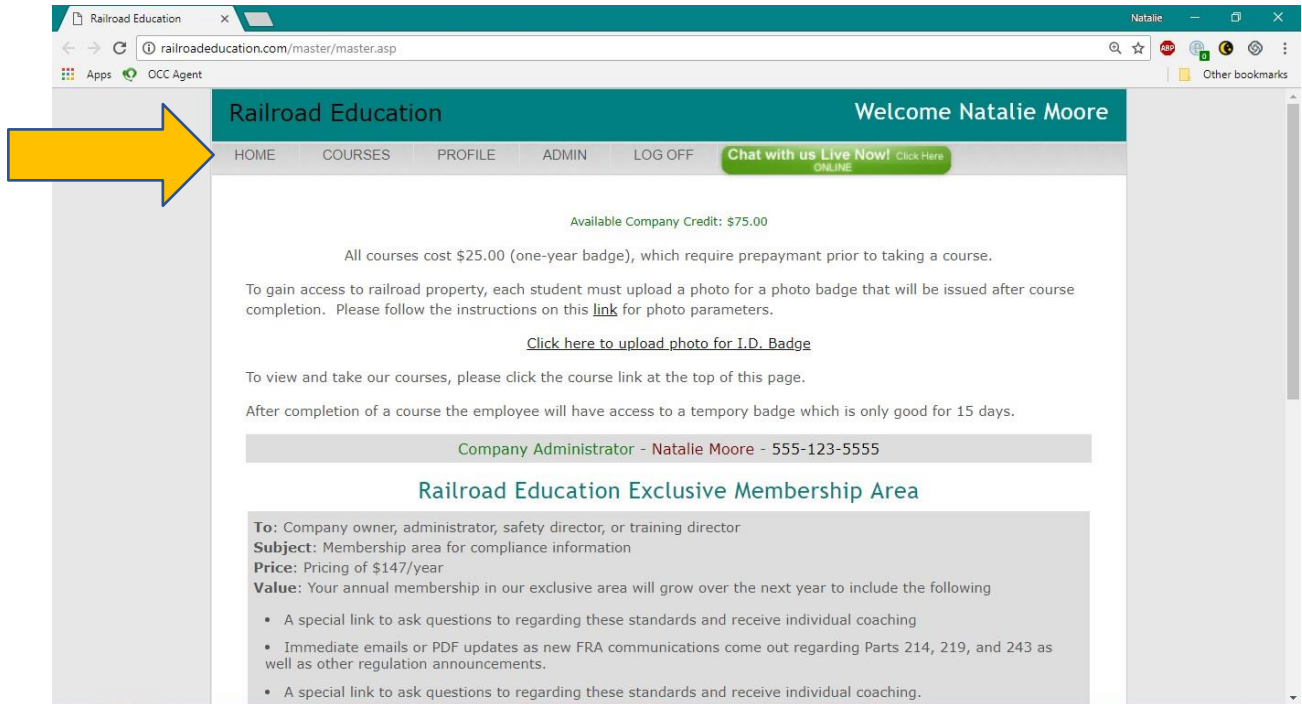 Railroad Education
Natalie
railroadeducation.com/master/master.asp
ABP
0
Apps
OCC Agent
Other bookmarks
Railroad Education
Welcome Natalie Moore
HOME COURSES PROFILE ADMIN LOG OFF Chat with us Live Now! Click Here
ONLINE
Available Company Credit: $75.00
All courses cost $25.00 (one-year badge), which require prepaymant prior to taking a course.
To gain access to railroad property, each student must upload a photo for a photo badge that will be issued after course
completion. Please follow the instructions on this link for photo parameters.
Click here to upload photo for I.D. Badge
To view and take our courses, please click the course link at the top of this page.
After completion of a course the employee will have access to a tempory badge which is only good for 15 days.
Company Administrator - Natalie Moore - 555-123-5555
Railroad Education Exclusive Membership Area
To: Company owner, administrator, safety director, or training director
Subject: Membership area for compliance information
Price: Pricing of $147/year
Value: Your annual membership in our exclusive area will grow over the next year to include the following
• A special link to ask questions to regarding these standards and receive individual coaching
• Immediate emails or PDF updates as new FRA communications come out regarding Parts 214, 219, and 243 as
well as other regulation announcements.
• A special link to ask questions to regarding these standards and receive individual coaching.